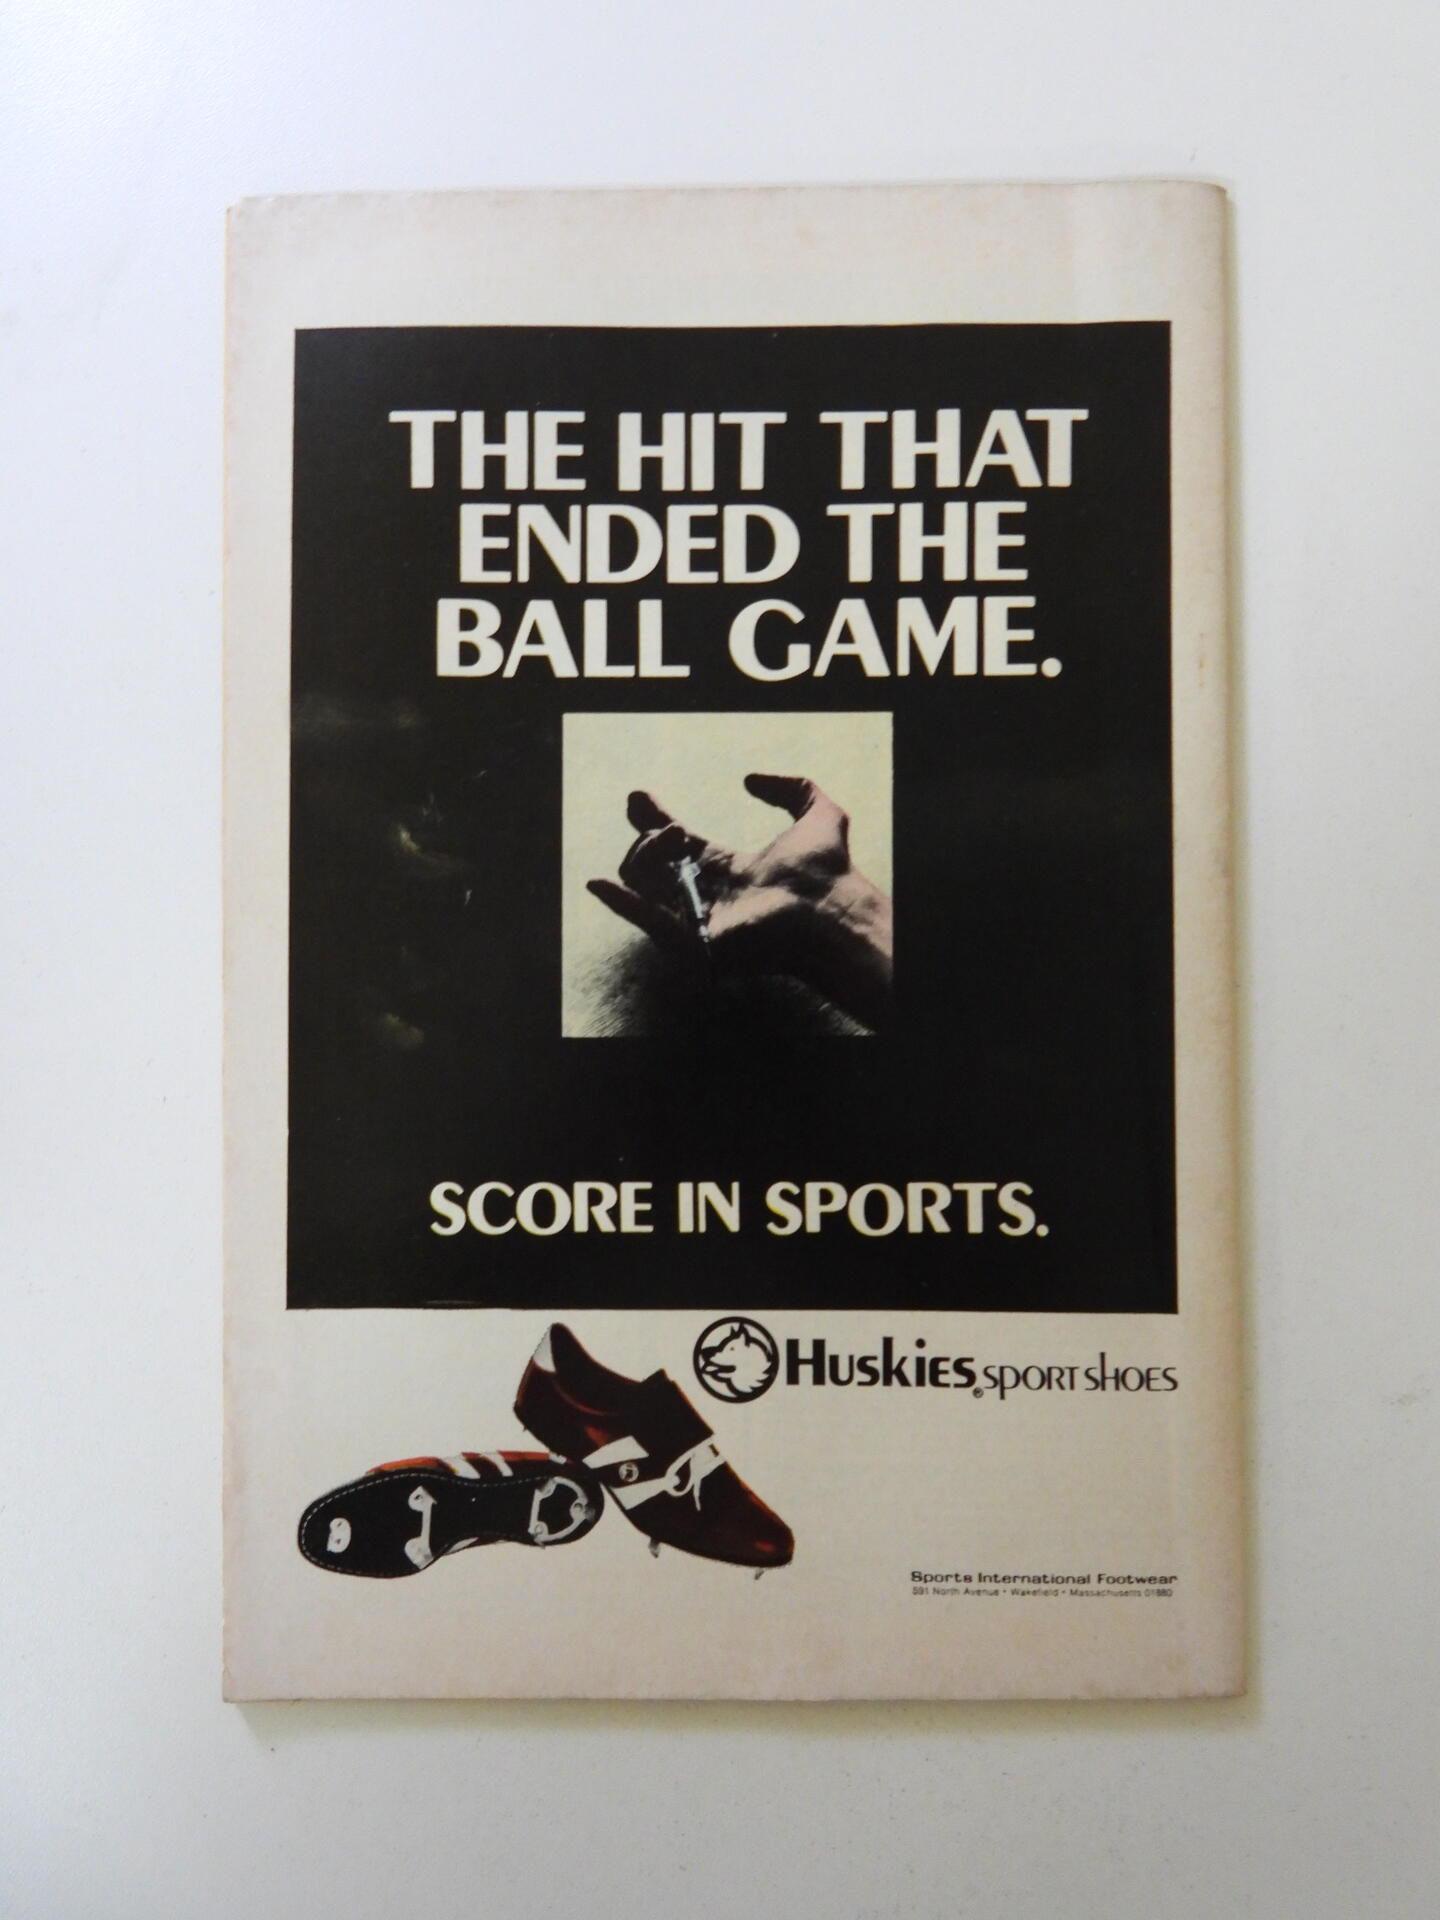 THE HIT THAT
ENDED THE
BALL GAME.
SCORE IN SPORTS.
Huskies® SPORT SHOES
Sports International Footwear
591 North Avenue • Wakefield • Massachusetts 01880